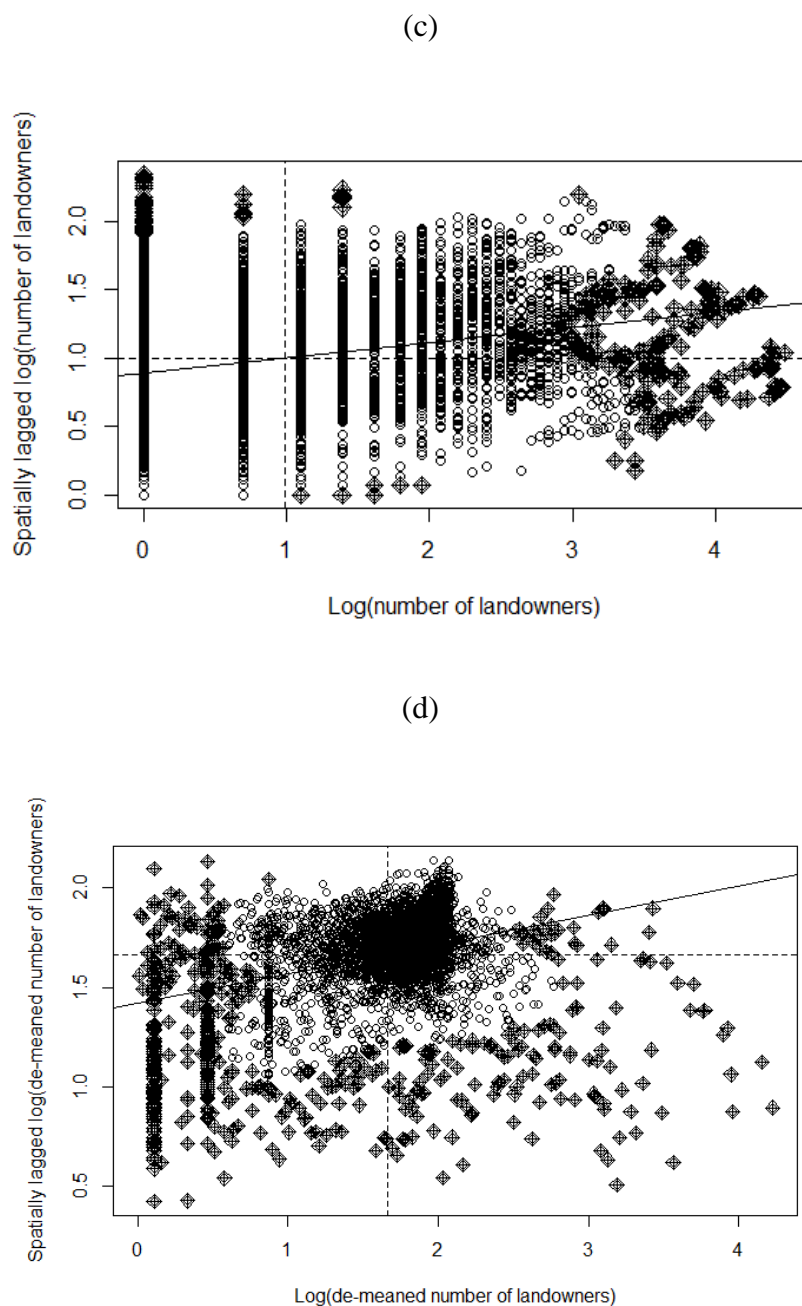 (c)
Spatially lagged log(number of landowners)
2.0
1.5
1.0
0.5
0.0
0 1 2 3 4
Log(number of landowners)
(d)
Spatially lagged log(de-meaned number of landowners)
2.0
1.5
1.0
0.5
0 1 2 3 4
Log(de-meaned number of landowners)